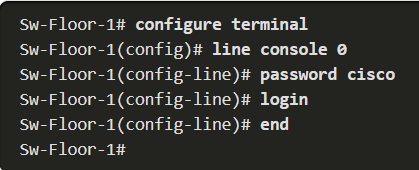 Sw-Floor-1# configure terminal
Sw-Floor-1(config)# line console 0
Sw-Floor-1(config-line)# password cisco
Sw-Floor-1(config-line)# login
Sw-Floor-1(config-line)# end
Sw-Floor-1#